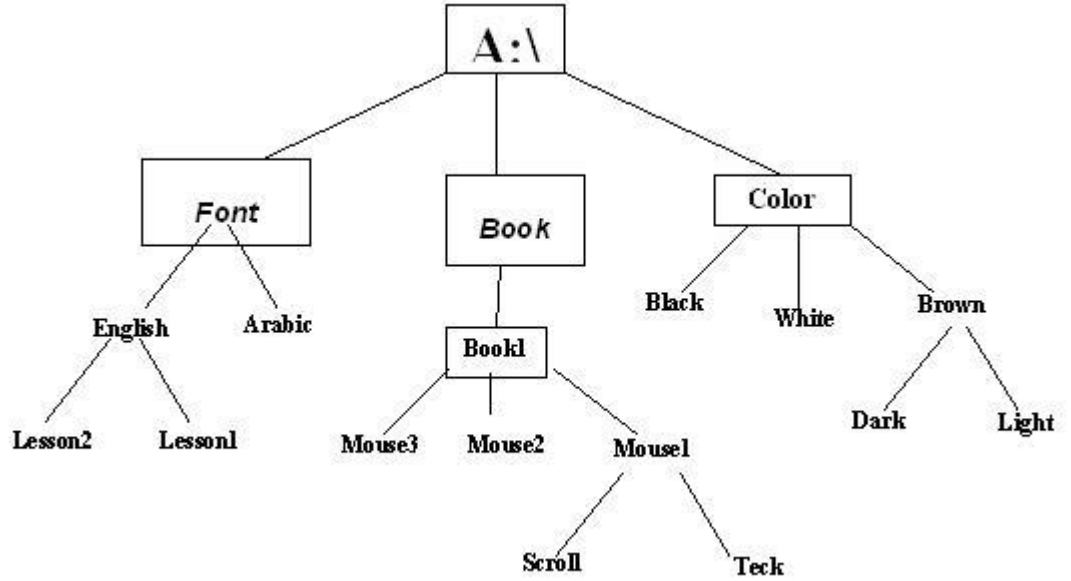 A:\
Font
Book
Color
English
Arabic
Book1
Black
White
Brown
Lesson2
Lesson1
Mouse3
Mouse2
Mouse1
Dark
Light
Scroll
Teck